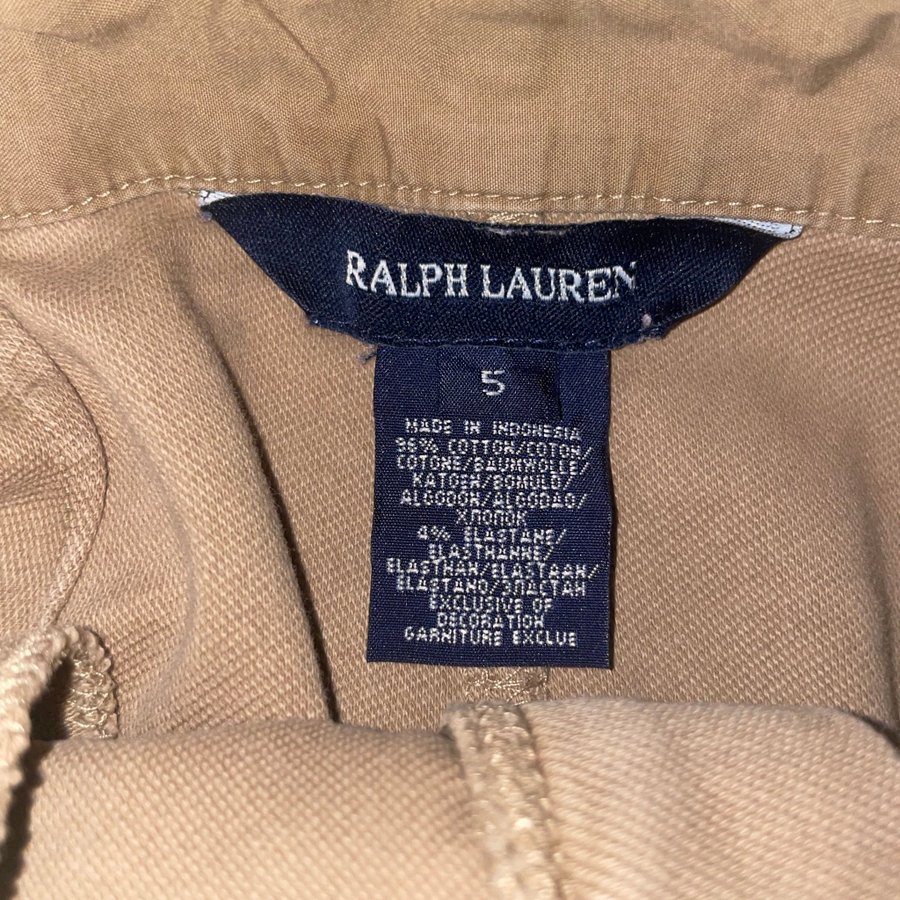 RALPH LAUREN
5
MADE IN INDONESIA
96% COTTON/COTON/
COTONE/BAUMWOLLE/
KATOEN/BOMULD/
ALGODON/ALGODAO/
ХЛОПОК
4% ELASTANE/
ELASTHANNE/
ELASTHAN/ELASTAAN/
ELASTANO/ЭЛАСТАН
EXCLUSIVE OF
DECORATION
GARNITURE EXCLUE